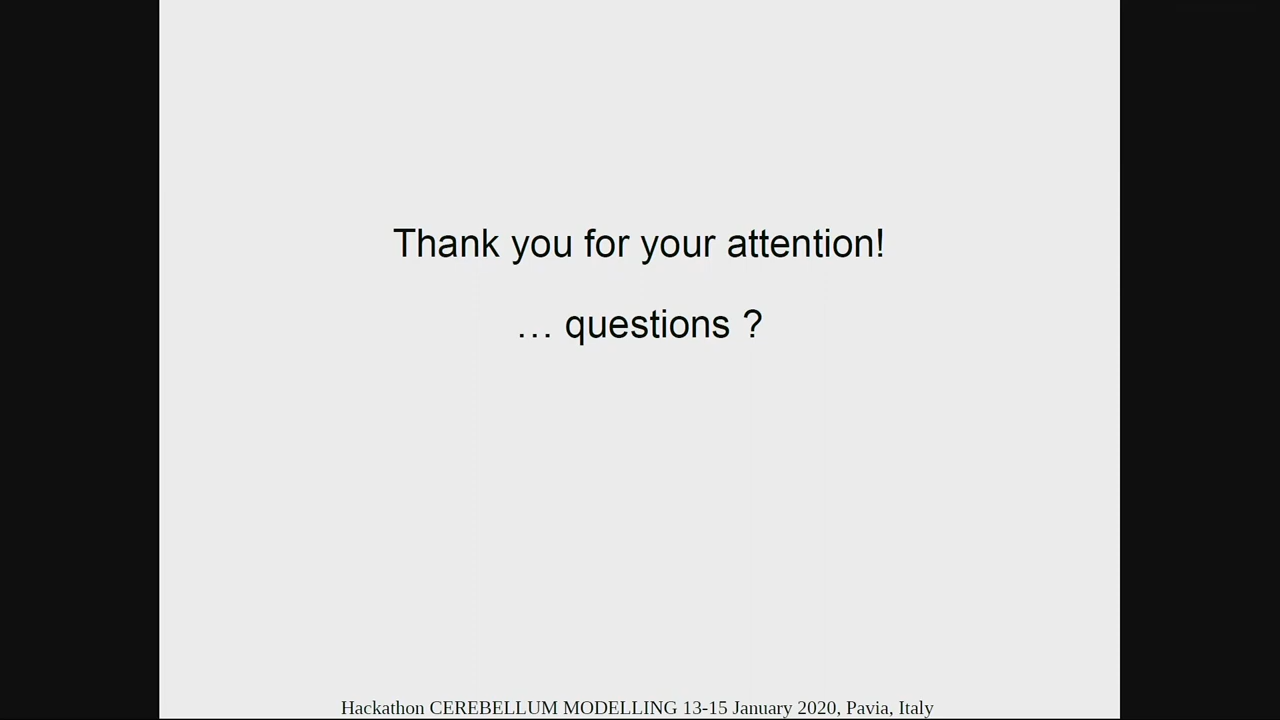 Thank you for your attention!
… questions ?
Hackathon CEREBELLUM MODELLING 13-15 January 2020, Pavia, Italy